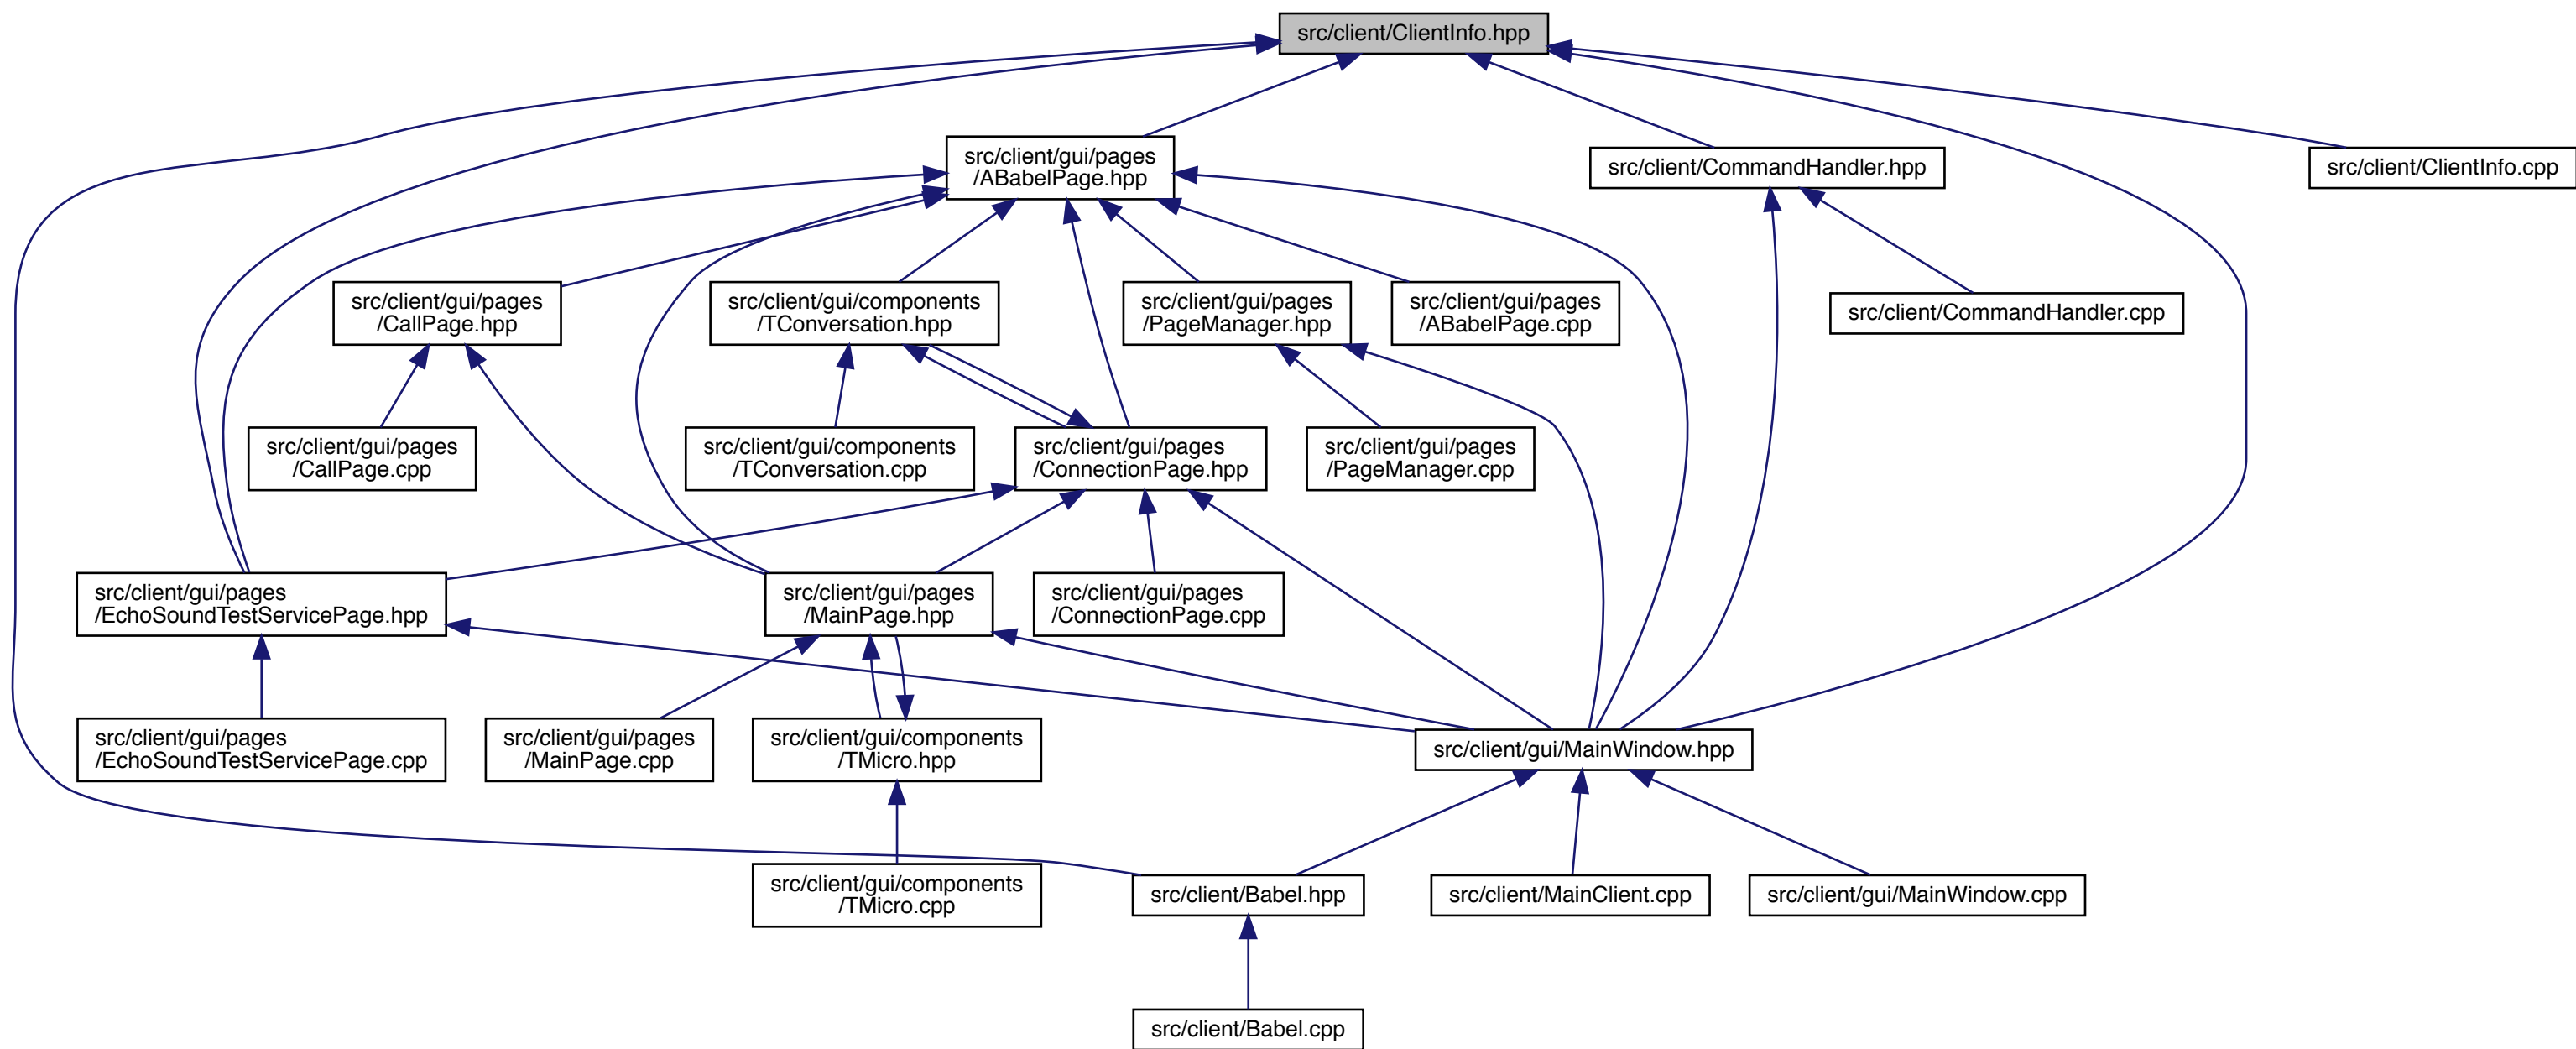 src/client/ClientInfo.hpp
src/client/gui/pages
/ABabelPage.hpp
src/client/CommandHandler.hpp
src/client/ClientInfo.cpp
src/client/gui/pages
/CallPage.hpp
src/client/gui/components
/TConversation.hpp
src/client/gui/pages
/PageManager.hpp
src/client/gui/pages
/ABabelPage.cpp
src/client/CommandHandler.cpp
src/client/gui/pages
/CallPage.cpp
src/client/gui/components
/TConversation.cpp
src/client/gui/pages
/ConnectionPage.hpp
src/client/gui/pages
/PageManager.cpp
src/client/gui/pages
/EchoSoundTestServicePage.hpp
src/client/gui/pages
/MainPage.hpp
src/client/gui/pages
/ConnectionPage.cpp
src/client/gui/pages
/EchoSoundTestServicePage.cpp
src/client/gui/pages
/MainPage.cpp
src/client/gui/components
/TMicro.hpp
src/client/gui/MainWindow.hpp
src/client/gui/components
/TMicro.cpp
src/client/Babel.hpp
src/client/MainClient.cpp
src/client/gui/MainWindow.cpp
src/client/Babel.cpp